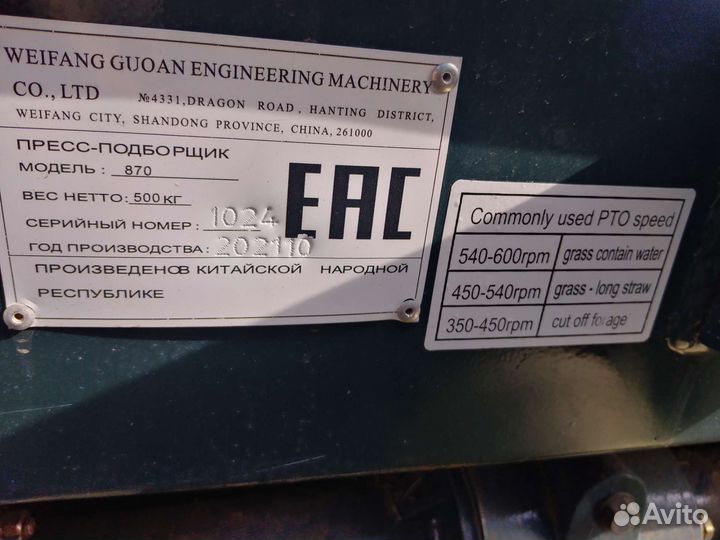 WEIFANG GUOAN ENGINEERING MACHINERY
CO., LTD №4331,DRAGON ROAD, HANTING DISTRICT,
WEIFANG CITY, SHANDONG PROVINCE, CHINA, 261000
ПРЕСС-ПОДБОРЩИК
МОДЕЛЬ: 870
ВЕС НЕТТО: 500 КГ
СЕРИЙНЫЙ НОМЕР: 1024
ГОД ПРОИЗВОДСТВА: 202110
EAC
ПРОИЗВЕДЕНОВ КИТАЙСКОЙ НАРОДНОЙ
РЕСПУБЛИКЕ
Commonly used PTO speed
540-600rpm grass contain water
450-540rpm grass - long straw
350-450rpm cut off forage
Avito